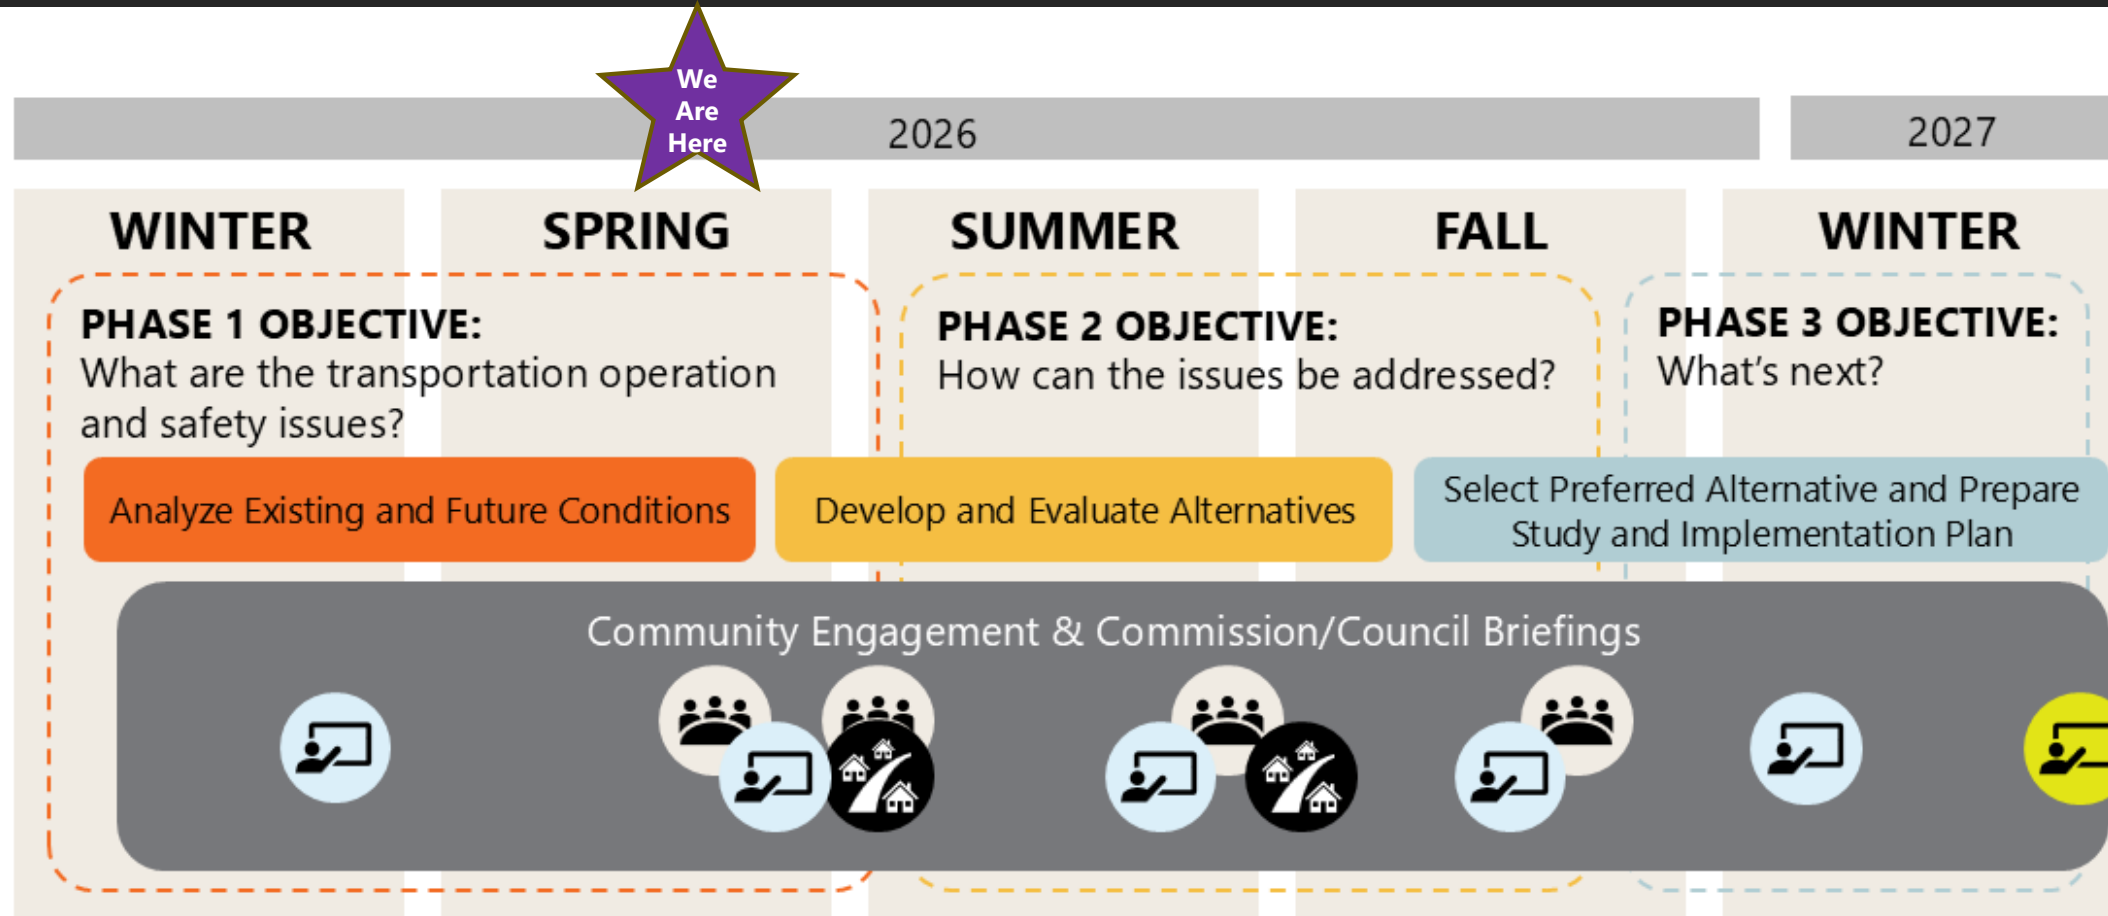 We
Are
Here
2026
2027
WINTER
SPRING
SUMMER
FALL
WINTER
PHASE 1 OBJECTIVE:
What are the transportation operation
and safety issues?
PHASE 2 OBJECTIVE:
How can the issues be addressed?
PHASE 3 OBJECTIVE:
What's next?
Analyze Existing and Future Conditions
Develop and Evaluate Alternatives
Select Preferred Alternative and Prepare
Study and Implementation Plan
Community Engagement & Commission/Council Briefings